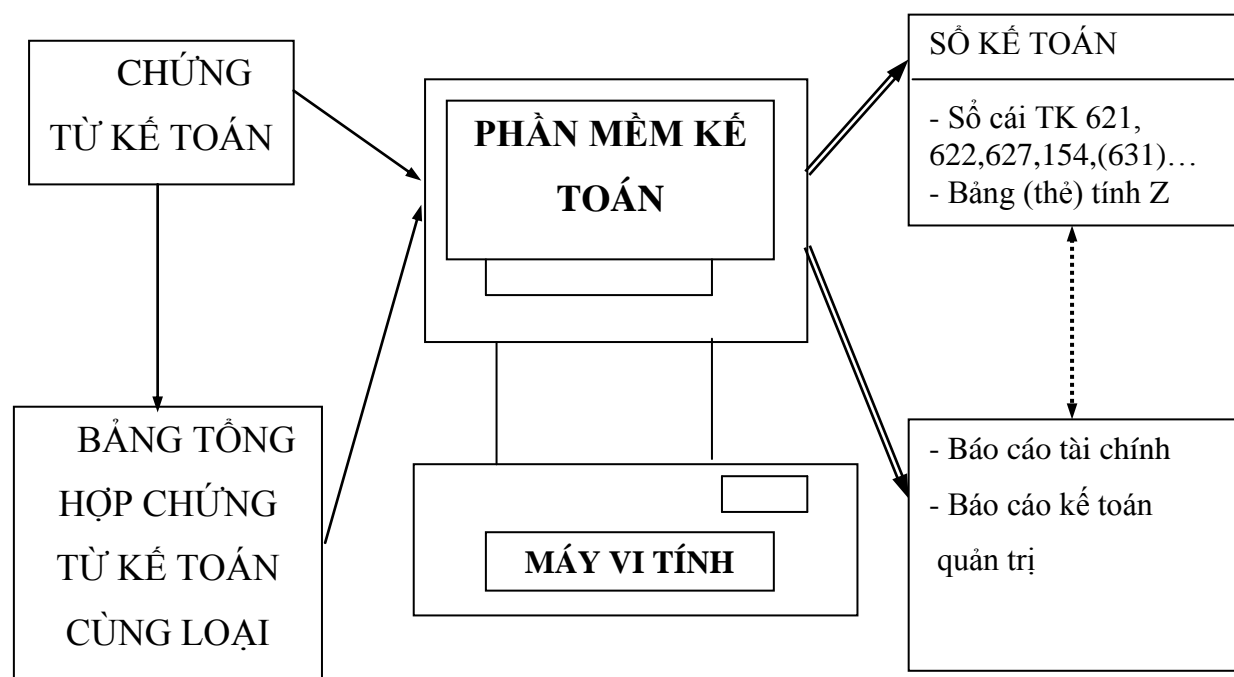 CHỨNG
TỪ KẾ TOÁN
BẢNG TỔNG
HỢP CHỨNG
TỪ KẾ TOÁN
CÙNG LOẠI
PHẦN MỀM KẾ
TOÁN
MÁY VI TÍNH
SỔ KẾ TOÁN
- Sổ cái TK 621,
622,627,154,(631)…
- Bảng (thẻ) tính Z
- Báo cáo tài chính
- Báo cáo kế toán
quản trị